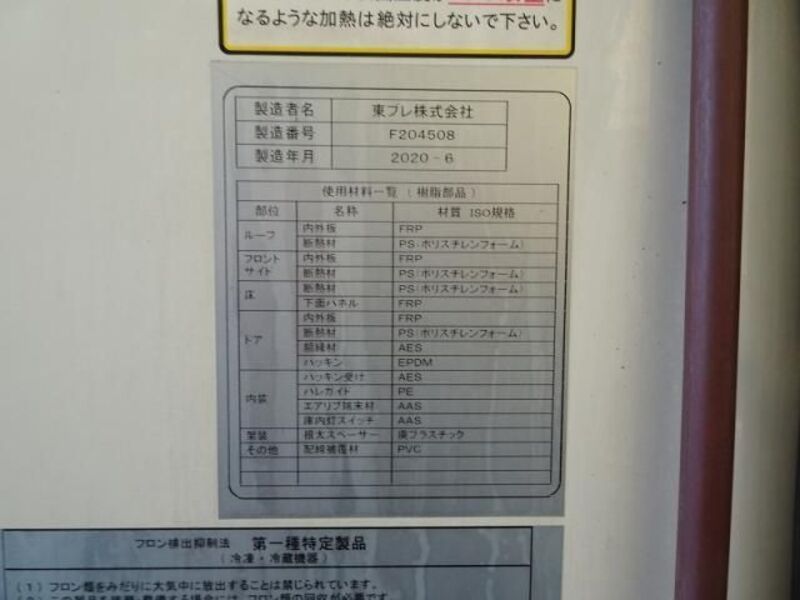 なるような加熱は絶対にしないで下さい。
製造者名 東プレ株式会社
製造番号 F204508
製造年月 2020-6
使用材料一覧（樹脂部品）
部位 名称 材質 ISO規格
ルーフ 内外板 FRP
断熱材 PS（ポリスチレンフォーム）
フロント サイド 内外板 FRP
断熱材 PS（ポリスチレンフォーム）
床 断熱材 PS（ポリスチレンフォーム）
下面パネル FRP
ドア 内外板 FRP
断熱材 PS（ポリスチレンフォーム）
AES
パッキン EPDM
内装 パッキン受け AES
PE
エアリブ端末材 AAS
庫内灯スイッチ AAS
架装 根太スペーサー 廃プラスチック
その他 配線被覆材 PVC
フロン排出抑制法 第一種特定製品
（冷凍・冷蔵機器）
（1）フロン類をみだりに大気中に放出することは禁じられています。